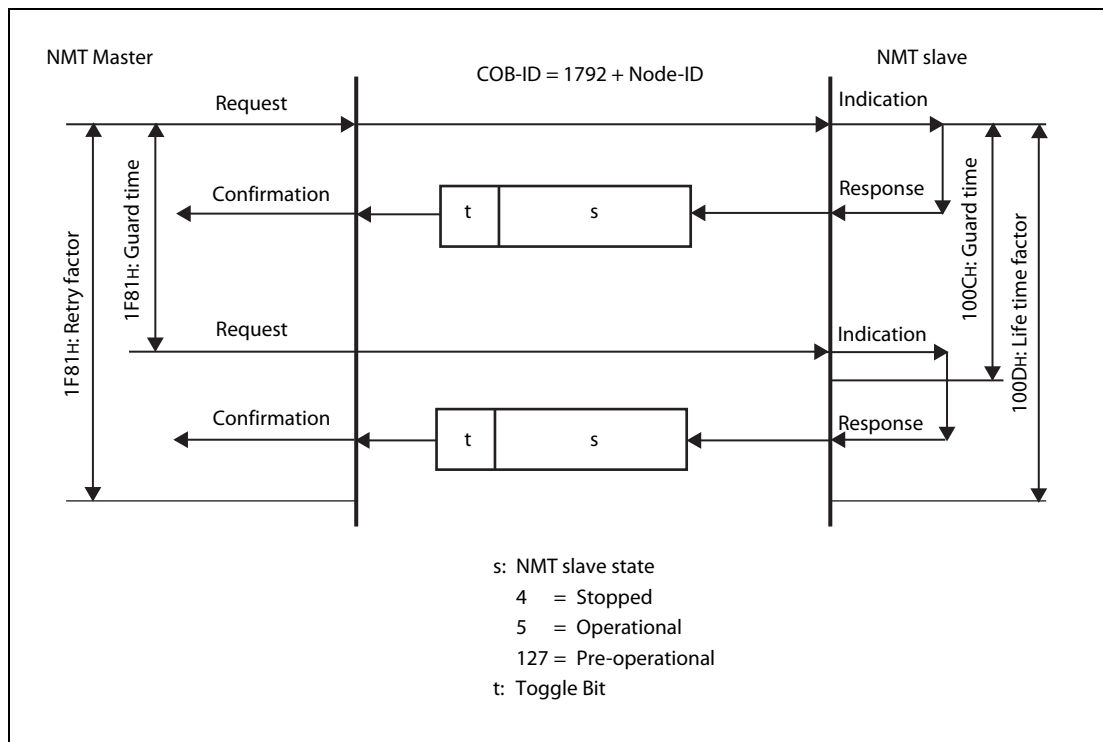 NMT Master
NMT slave
COB-ID = 1792 + Node-ID
Request
Indication
1F81H: Retry factor
1F81H: Guard time
100CH: Guard time
100DH: Life time factor
Confirmation
t
s
Response
Request
Indication
Confirmation
t
s
Response
s: NMT slave state
4 = Stopped
5 = Operational
127 = Pre-operational
t: Toggle Bit